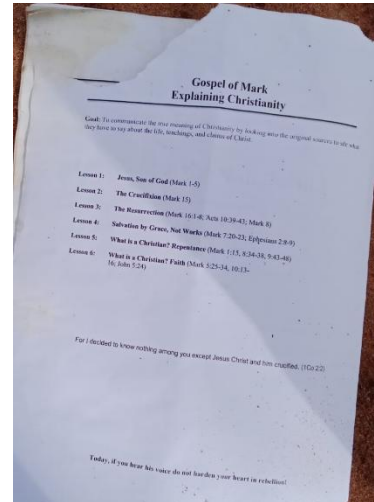 Gospel of Mark
Explaining Christianity
Goal: To communicate the true meaning of Christianity by looking into the original sources to see what
they have to say about the life, teachings, and claims of Christ.
Lesson 1: Jesus, Son of God (Mark 1-5)
Lesson 2: The Crucifixion (Mark 15)
Lesson 3: The Resurrection (Mark 16:1-8; Acts 10:39-43; Mark 8)
Lesson 4: Salvation by Grace, Not Works (Mark 7:20-23; Ephesians 2:8-9)
Lesson 5: What is a Christian? Repentance (Mark 1:15, 8:34-38, 9:43-48)
Lesson 6: What is a Christian? Faith (Mark 5:25-34, 10:13-
16; John 5:24)
For I decided to know nothing among you except Jesus Christ and him crucified. (1Co 2:2)
Today, if you hear his voice do not harden your heart in rebellion!